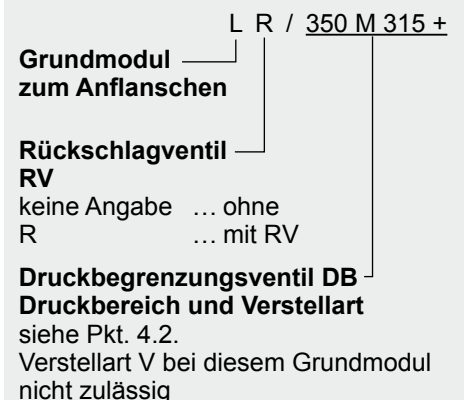 L R / 350 M 315 +
Grundmodul
zum Anflanschen
Rückschlagventil
RV
keine Angabe … ohne
R … mit RV
Druckbegrenzungsventil DB
Druckbereich und Verstellart
siehe Pkt. 4.2.
Verstellart V bei diesem Grundmodul
nicht zulässig